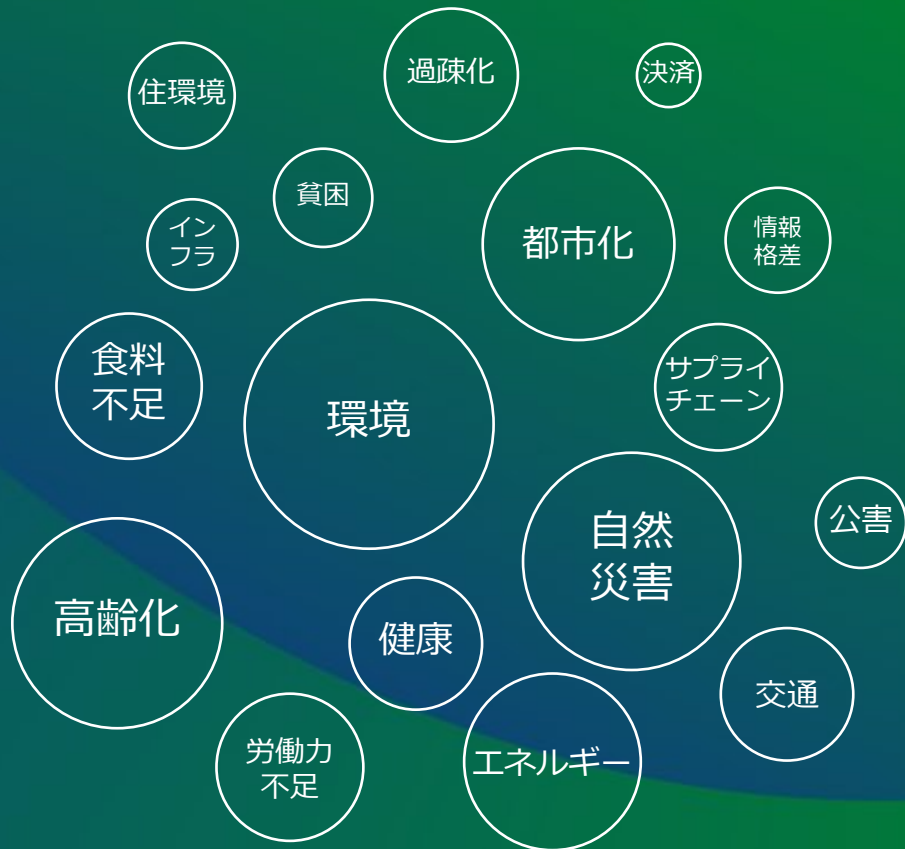 過疎化
決済
住環境
貧困
イン
フラ
都市化
情報
格差
食料
不足
サプライ
チェーン
環境
自然
災害
公害
高齢化
健康
交通
労働力
不足
エネルギー